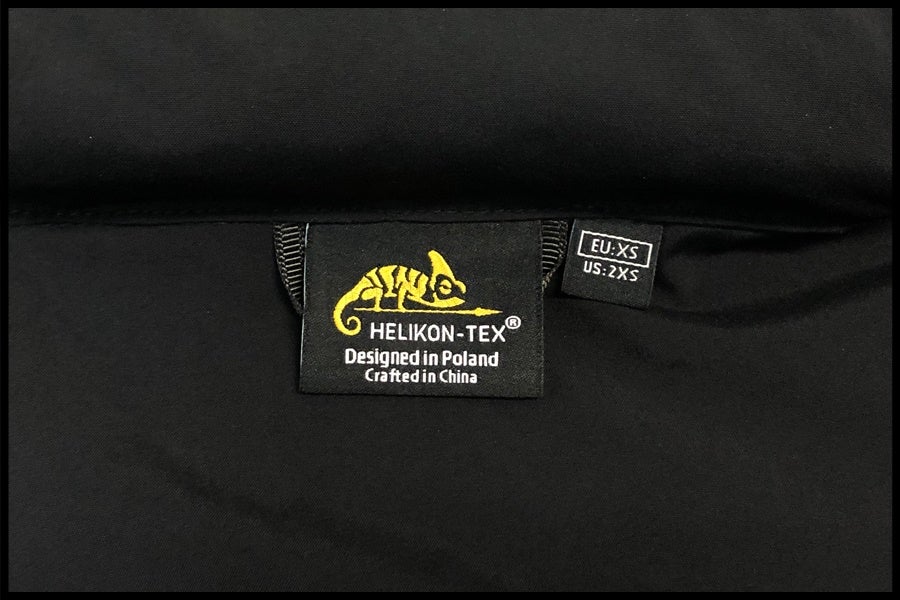 HELIKON-TEX®
Designed in Poland
Crafted in China
EU:XS
US:2XS